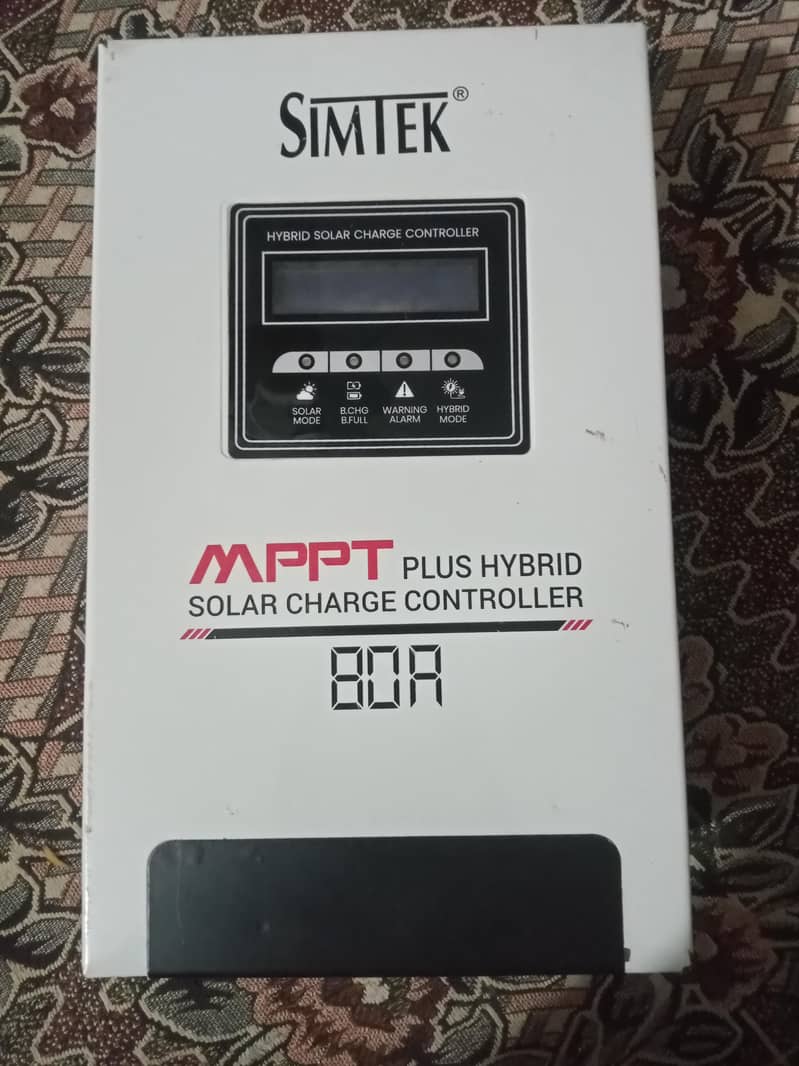 SIMTEK®
HYBRID SOLAR CHARGE CONTROLLER
SOLAR MODE
B.CHG B.FULL
WARNING ALARM
HYBRID MODE
MPPT PLUS HYBRID
SOLAR CHARGE CONTROLLER
80A